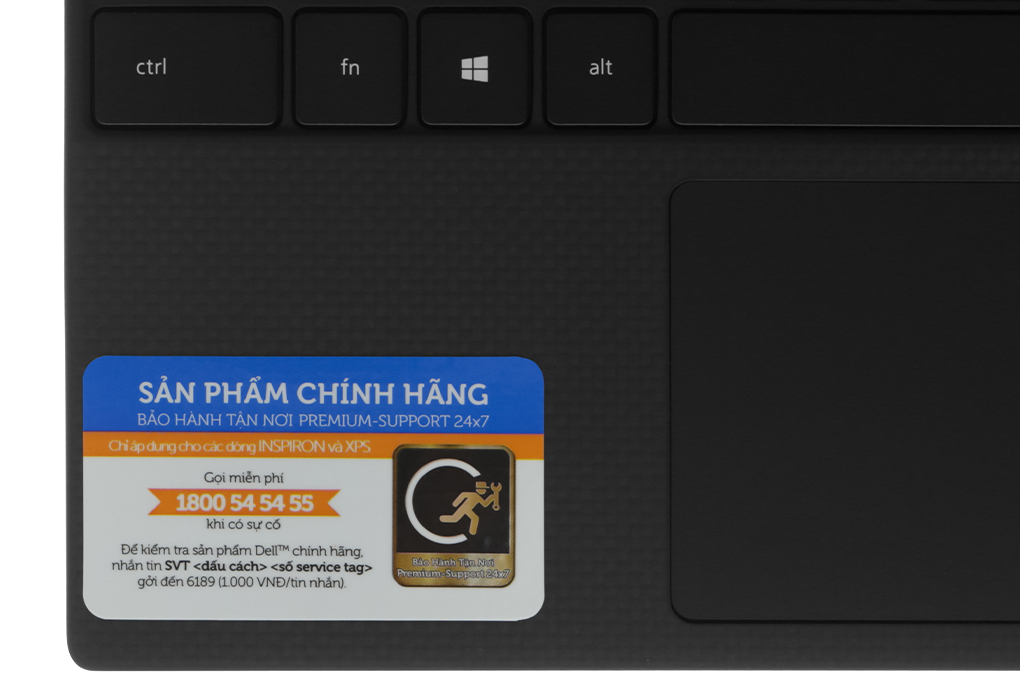 ctrl fn alt
SẢN PHẨM CHÍNH HÃNG
BẢO HÀNH TẬN NƠI PREMIUM-SUPPORT 24x7
Chỉ áp dụng cho các dòng INSPIRON và XPS
Gọi miễn phí
1800 54 54 55
khi có sự cố
Để kiểm tra sản phẩm Dell™ chính hãng,
nhắn tin SVT <dấu cách> <số service tag>
gửi đến 6189 (1.000 VNĐ/tin nhắn).
Bảo Hành Tận Nơi
Premium-Support 24x7